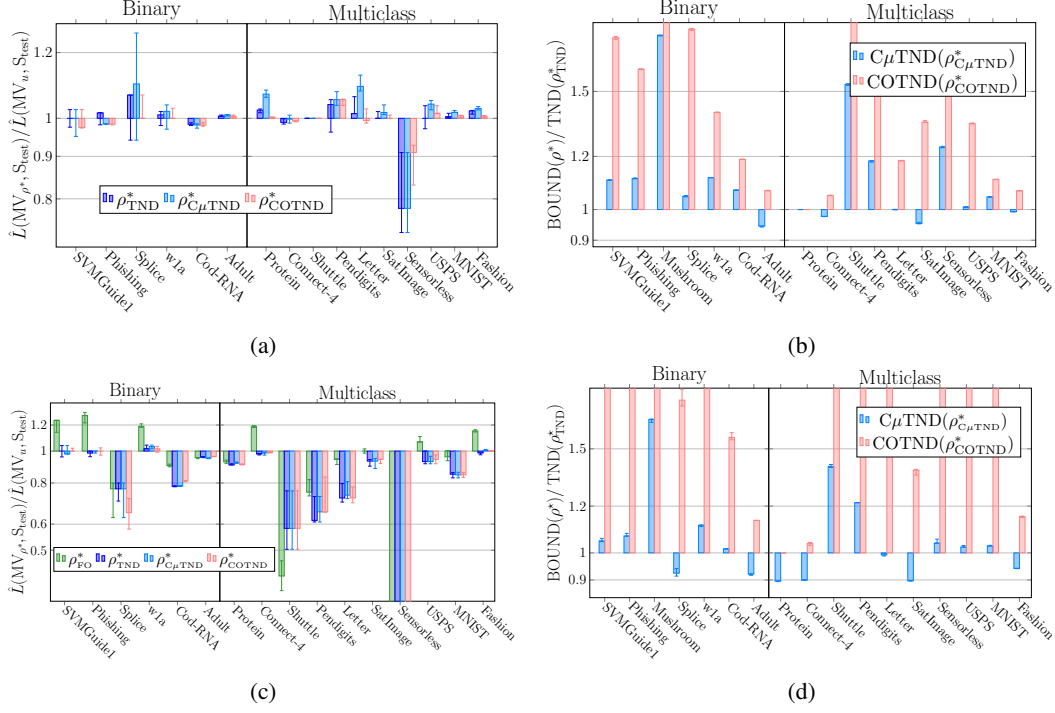 Binary
Multiclass
L̂(MV_ρ*, S_test)/L̂(MV_u, S_test)
1.2
1
0.9
0.8
ρ*_TND ρ*_CμTND ρ*_COTND
SVMGuide1 Phishing Splice w1a Cod-RNA Adult Protein Connect-4 Shuttle Pendigits Letter SatImage Sensorless USPS MNIST Fashion
(a)
Binary
Multiclass
BOUND(ρ*)/ TND(ρ*_TND)
1.5
1.2
1
0.9
CμTND(ρ*_CμTND)
COTND(ρ*_COTND)
SVMGuide1 Phishing Mushroom Splice w1a Cod-RNA Adult Protein Connect-4 Shuttle Pendigits Letter SatImage Sensorless USPS MNIST Fashion
(b)
Binary
Multiclass
L̂(MV_ρ*, S_test)/L̂(MV_u, S_test)
1.2
1
0.8
0.6
0.5
ρ*_FO ρ*_TND ρ*_CμTND ρ*_COTND
SVMGuide1 Phishing Splice w1a Cod-RNA Adult Protein Connect-4 Shuttle Pendigits Letter SatImage Sensorless USPS MNIST Fashion
(c)
Binary
Multiclass
BOUND(ρ*)/ TND(ρ*_TND)
1.5
1.2
1
0.9
CμTND(ρ*_CμTND)
COTND(ρ*_COTND)
SVMGuide1 Phishing Mushroom Splice w1a Cod-RNA Adult Protein Connect-4 Shuttle Pendigits Letter SatImage Sensorless USPS MNIST Fashion
(d)